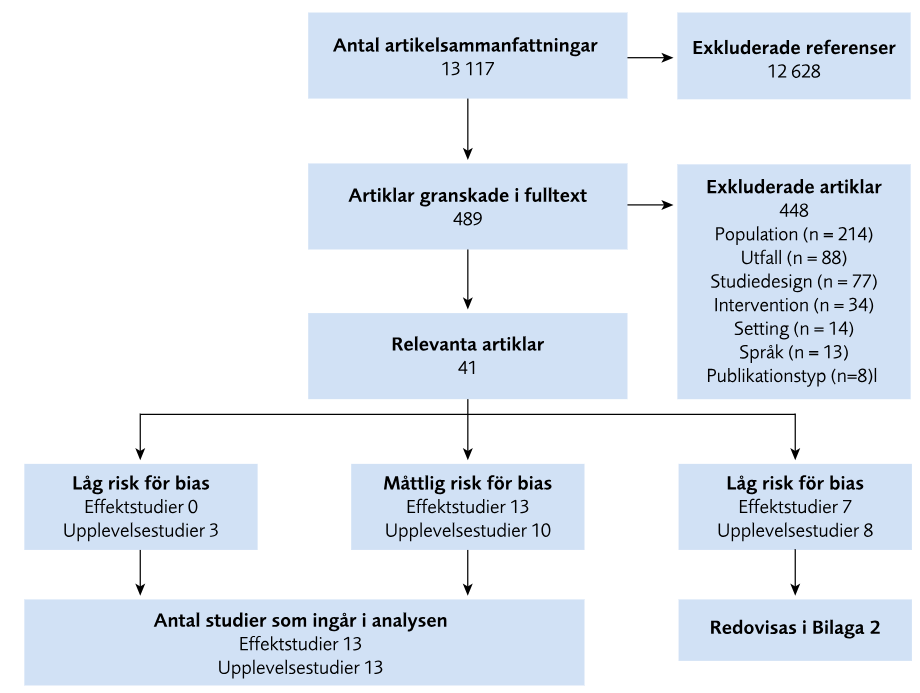 Antal artikelsammanfattningar
13 117
Exkluderade referenser
12 628
Artiklar granskade i fulltext
489
Exkluderade artiklar
448
Population (n = 214)
Utfall (n = 88)
Studiedesign (n = 77)
Intervention (n = 34)
Setting (n = 14)
Språk (n = 13)
Publikationstyp (n=8)l
Relevanta artiklar
41
Låg risk för bias
Effektstudier 0
Upplevelsestudier 3
Måttlig risk för bias
Effektstudier 13
Upplevelsestudier 10
Låg risk för bias
Effektstudier 7
Upplevelsestudier 8
Antal studier som ingår i analysen
Effektstudier 13
Upplevelsestudier 13
Redovisas i Bilaga 2